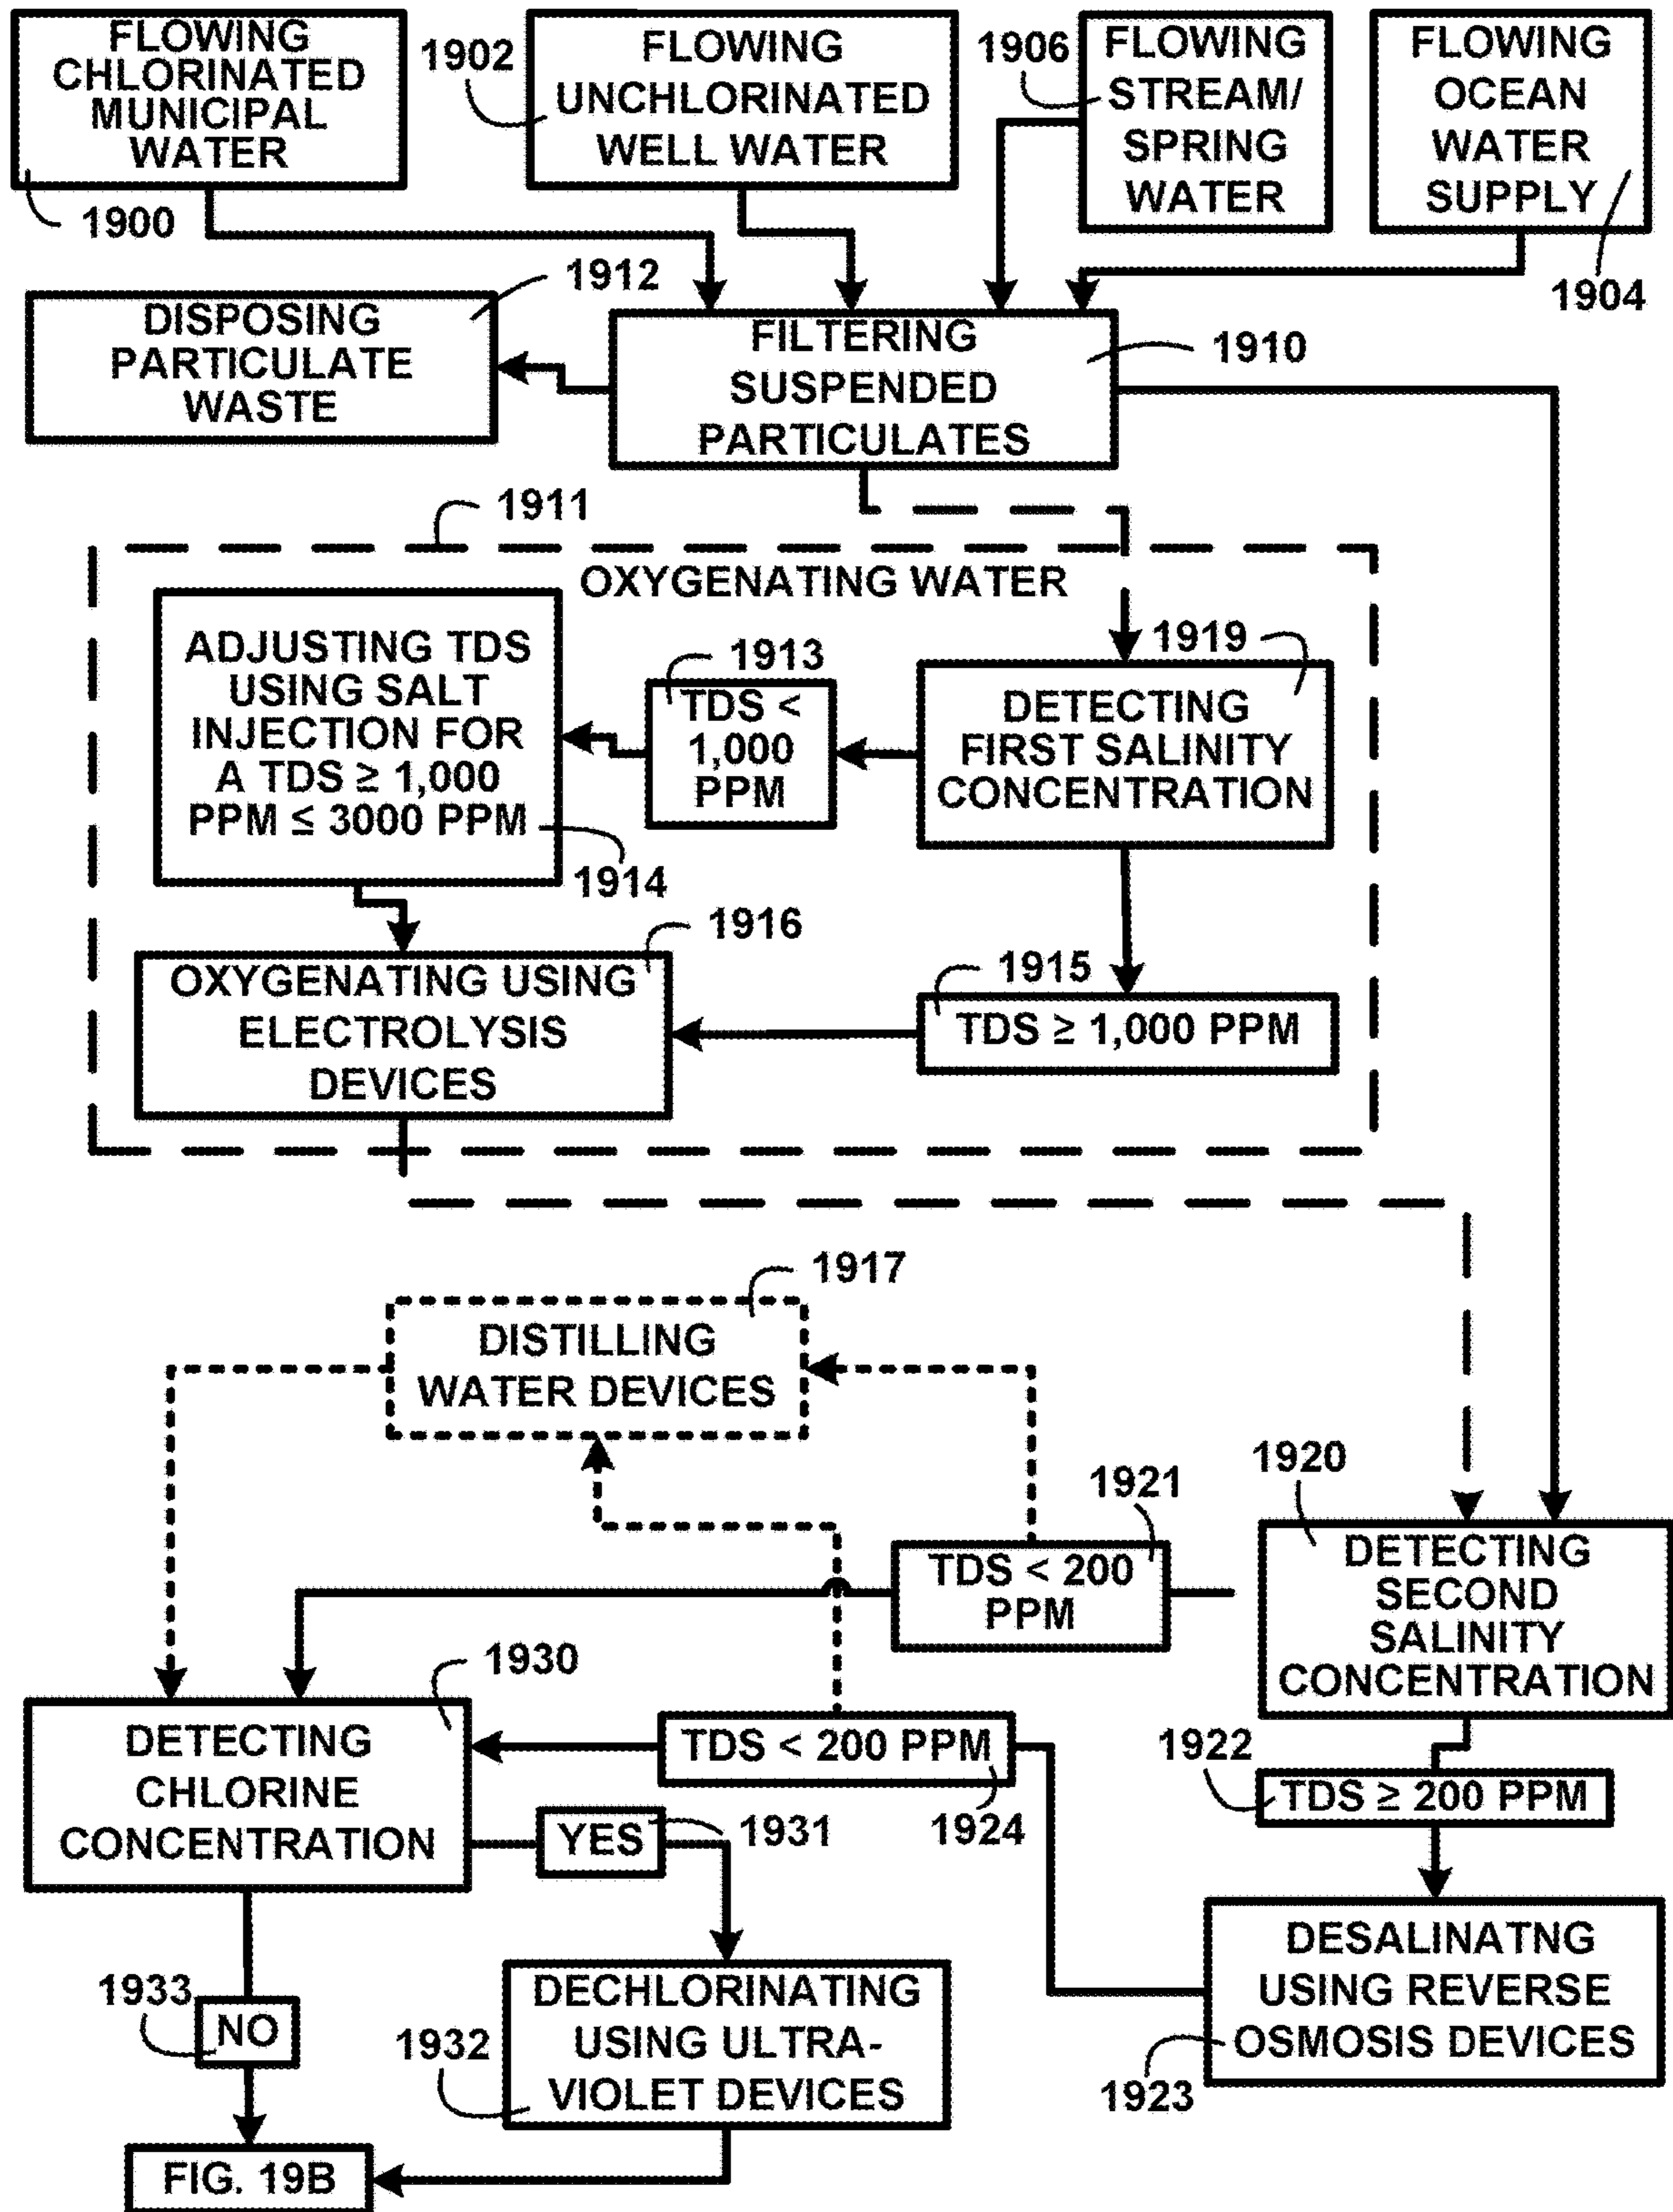 FLOWING
CHLORINATED
MUNICIPAL
WATER
1900
1902
FLOWING
UNCHLORINATED
WELL WATER
1906
FLOWING
STREAM/
SPRING
WATER
FLOWING
OCEAN
WATER
SUPPLY
1904
1912
DISPOSING
PARTICULATE
WASTE
FILTERING
SUSPENDED
PARTICULATES
1910
1911
OXYGENATING WATER
ADJUSTING TDS
USING SALT
INJECTION FOR
A TDS ≥ 1,000
PPM ≤ 3000 PPM
1914
1913
TDS <
1,000
PPM
1919
DETECTING
FIRST SALINITY
CONCENTRATION
1916
OXYGENATING USING
ELECTROLYSIS
DEVICES
1915
TDS ≥ 1,000 PPM
1917
DISTILLING
WATER DEVICES
1921
TDS < 200
PPM
1920
DETECTING
SECOND
SALINITY
CONCENTRATION
1930
DETECTING
CHLORINE
CONCENTRATION
TDS < 200 PPM
1924
1922
TDS ≥ 200 PPM
YES
1931
1933
NO
1932
DECHLORINATING
USING ULTRA-
VIOLET DEVICES
DESALINATNG
USING REVERSE
OSMOSIS DEVICES
1923
FIG. 19B